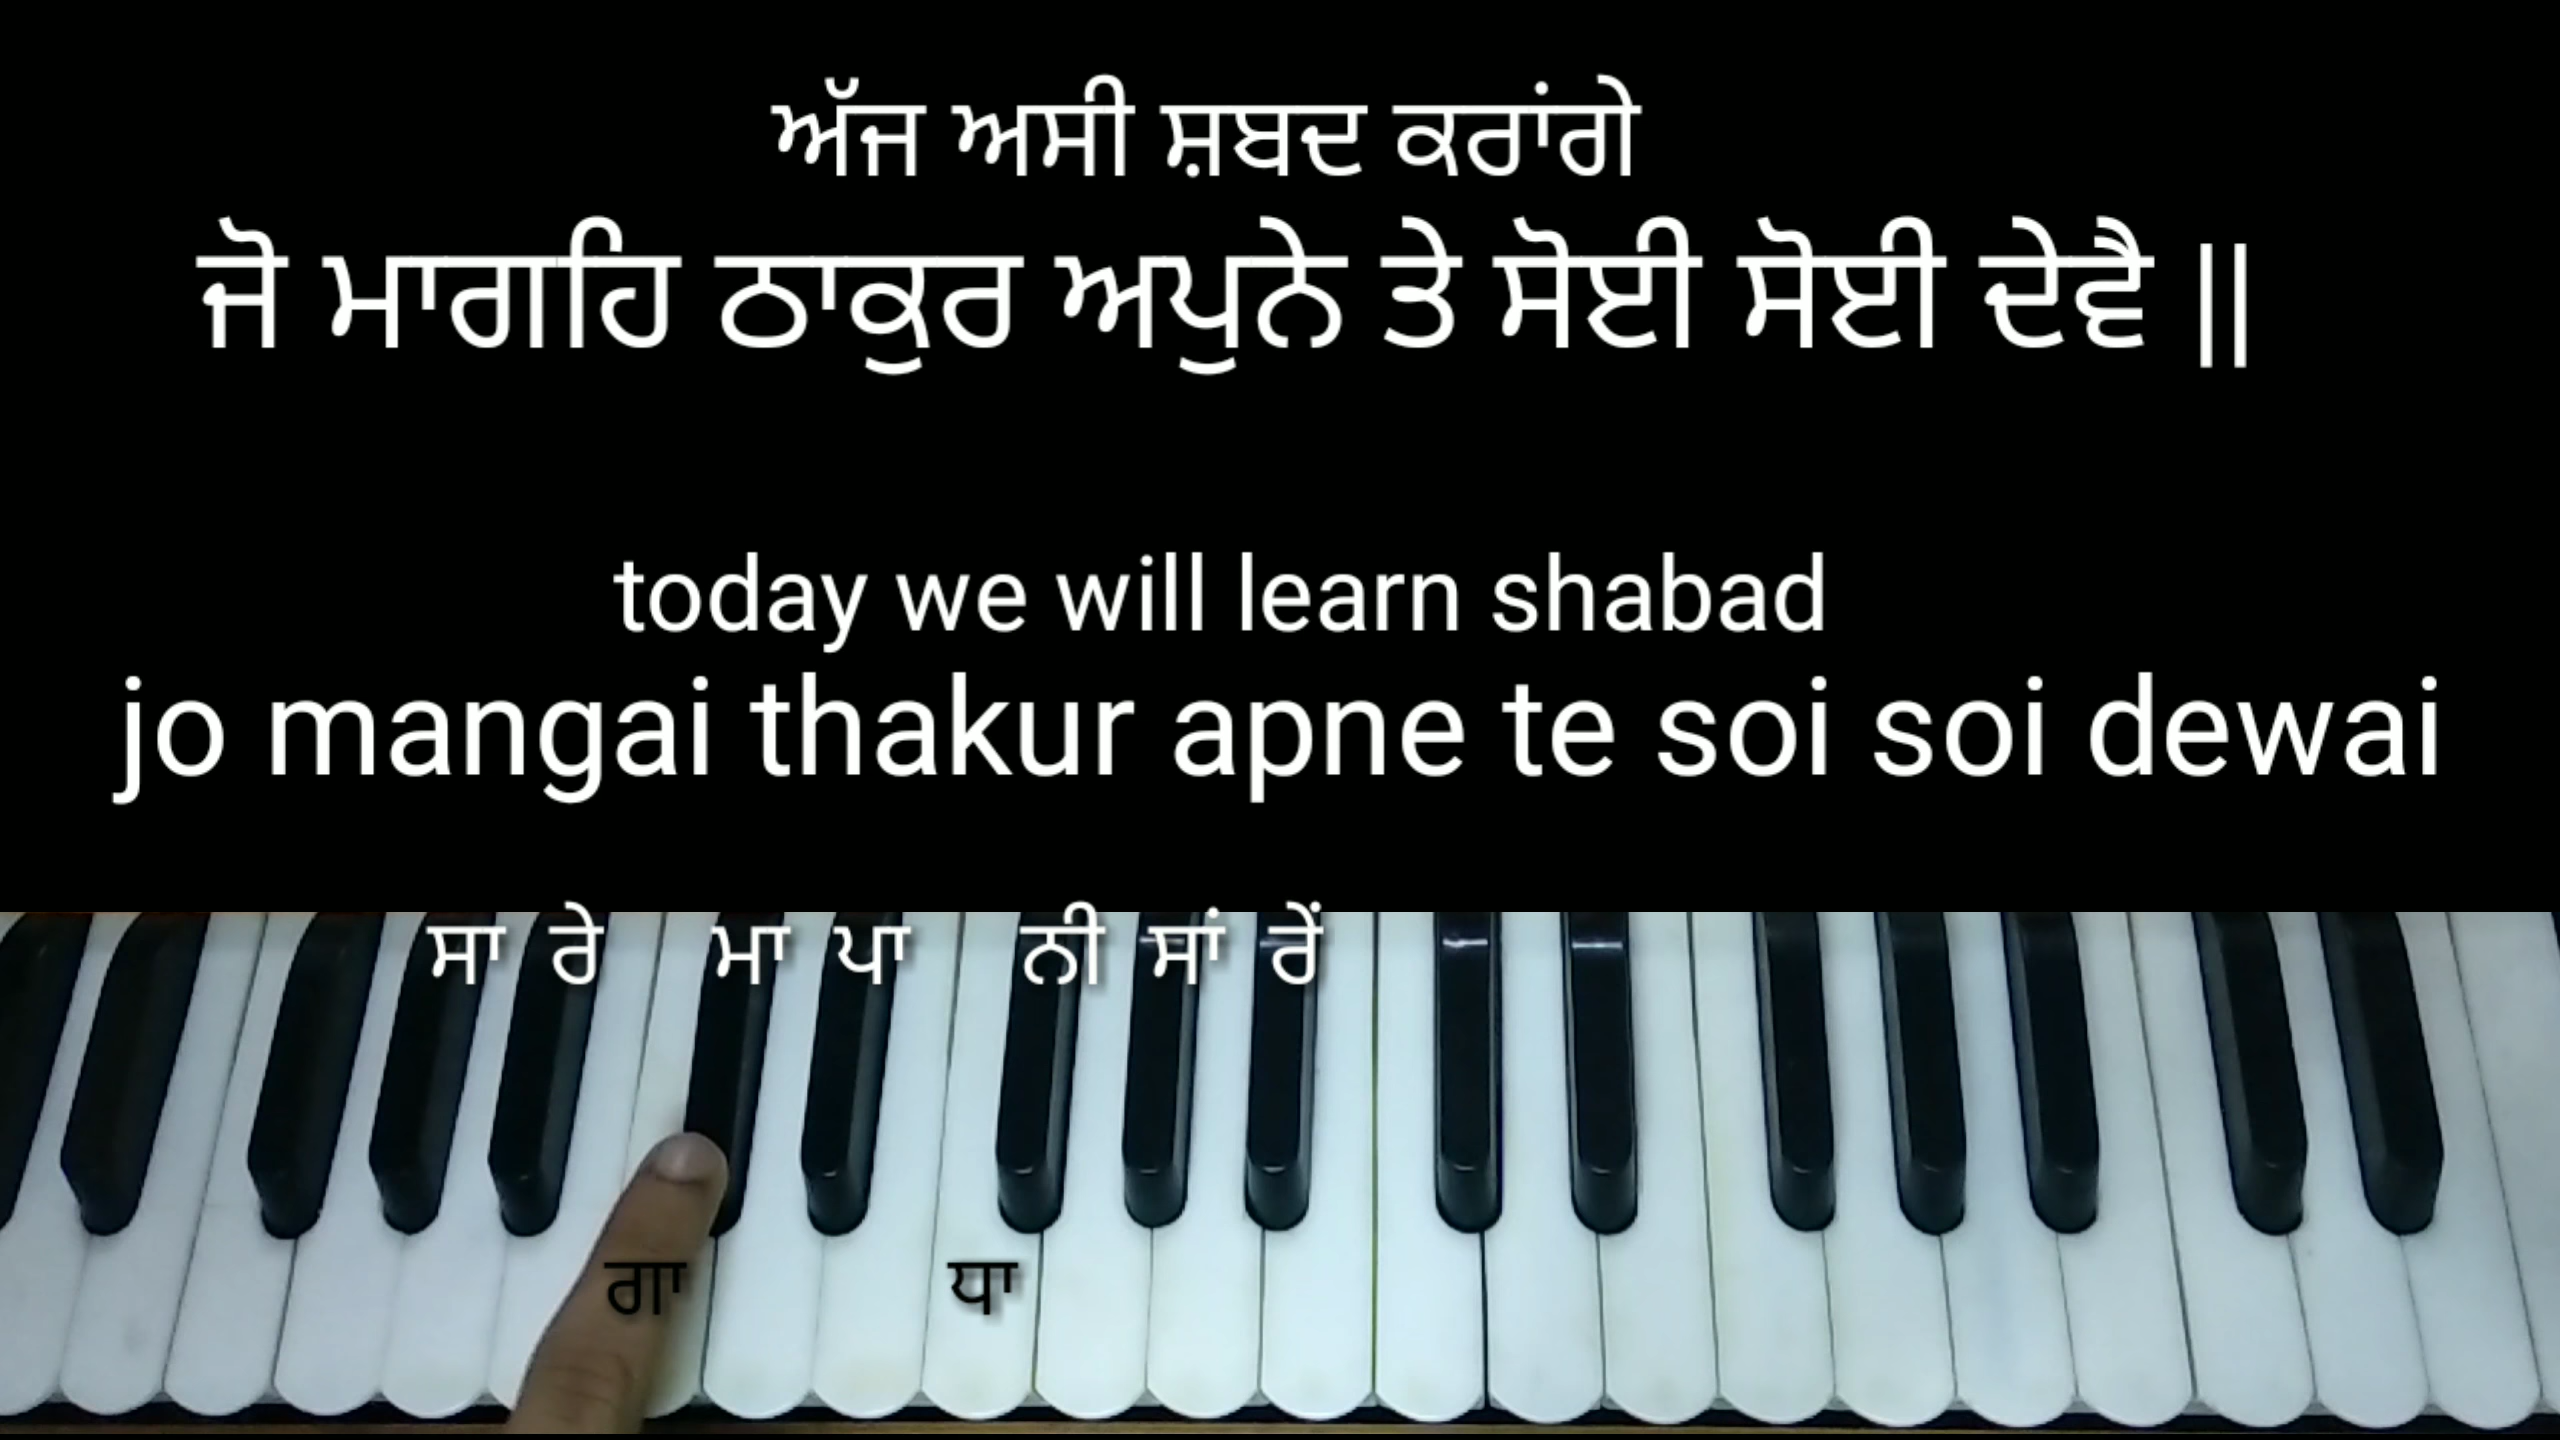 ਅੱਜ ਅਸੀ ਸ਼ਬਦ ਕਰਾਂਗੇ
ਜੋ ਮਾਗਹਿ ਠਾਕੁਰ ਅਪੁਨੇ ਤੇ ਸੋਈ ਸੋਈ ਦੇਵੈ ||
today we will learn shabad
jo mangai thakur apne te soi soi dewai
ਸਾ ਰੇ ਮਾ ਪਾ ਨੀ ਸਾਂ ਰੇਂ
ਗਾ ਧਾ